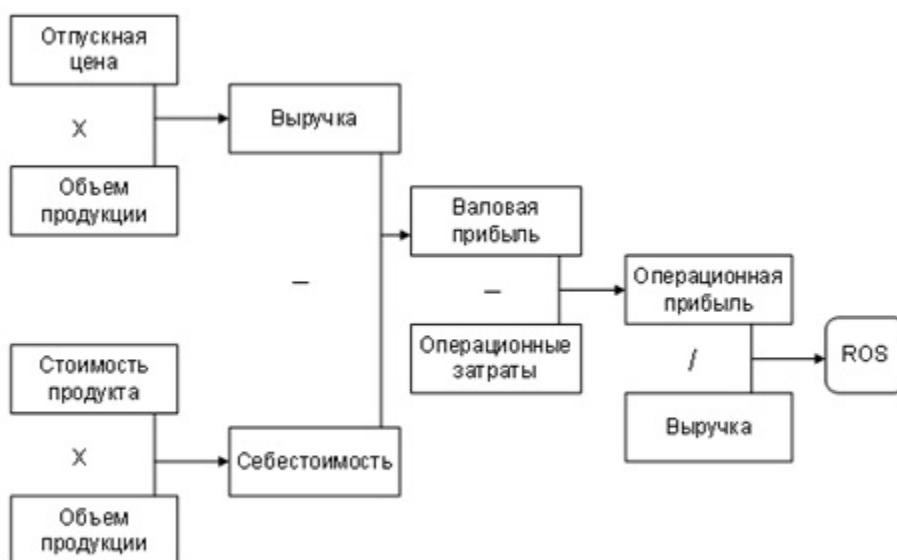 Отпускная
цена
X
Объем
продукции
Выручка
–
Стоимость
продукта
X
Объем
продукции
Себестоимость
Валовая
прибыль
–
Операционные
затраты
Операционная
прибыль
/
Выручка
ROS